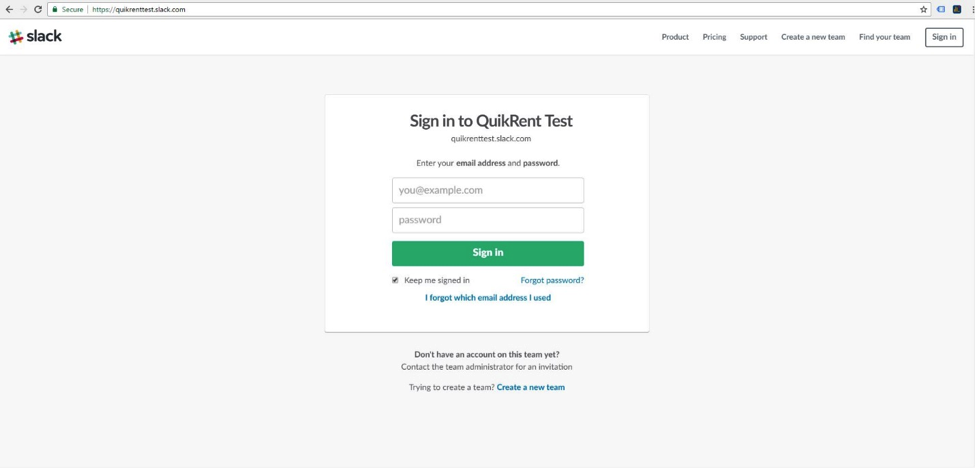 Secure | https://quikrenttest.slack.com
slack
Product Pricing Support Create a new team Find your team Sign in
Sign in to QuikRent Test
quikrenttest.slack.com
Enter your email address and password.
you@example.com
password
Sign in
Keep me signed in Forgot password?
I forgot which email address I used
Don't have an account on this team yet?
Contact the team administrator for an invitation
Trying to create a team? Create a new team